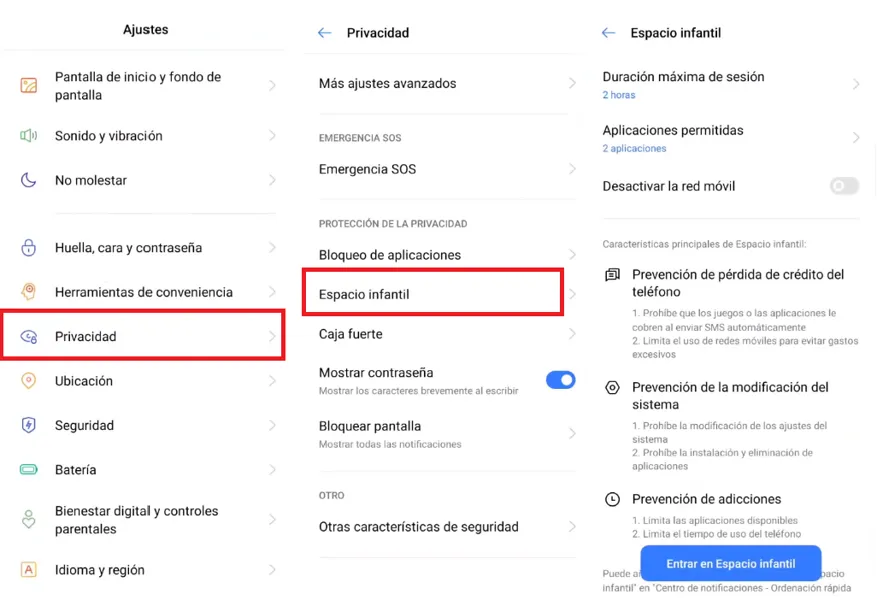 Ajustes
Pantalla de inicio y fondo de
pantalla
Sonido y vibración
No molestar
Huella, cara y contraseña
Herramientas de conveniencia
Privacidad
Ubicación
Seguridad
Batería
Bienestar digital y controles
parentales
A Idioma y región
Privacidad
Más ajustes avanzados
EMERGENCIA SOS
Emergencia SOS
PROTECCIÓN DE LA PRIVACIDAD
Bloqueo de aplicaciones
Espacio infantil
Caja fuerte
Mostrar contraseña
Mostrar los caracteres brevemente al escribir
Bloquear pantalla
Mostrar todas las notificaciones
OTRO
Otras características de seguridad
Espacio infantil
Duración máxima de sesión
2 horas
Aplicaciones permitidas
2 aplicaciones
Desactivar la red móvil
Características principales de Espacio infantil:
Prevención de pérdida de crédito del
teléfono
1. Prohíbe que los juegos o las aplicaciones le
cobren al enviar SMS automáticamente
2. Limita el uso de redes móviles para evitar gastos
excesivos
Prevención de la modificación del
sistema
1. Prohíbe la modificación de los ajustes del
sistema
2. Prohíbe la instalación y eliminación de
aplicaciones
Prevención de adicciones
1. Limita las aplicaciones disponibles
2. Limita el tiempo de uso del teléfono
Entrar en Espacio infantil
Puede
infantil" en "Centro de notificaciones - Ordenación rápida